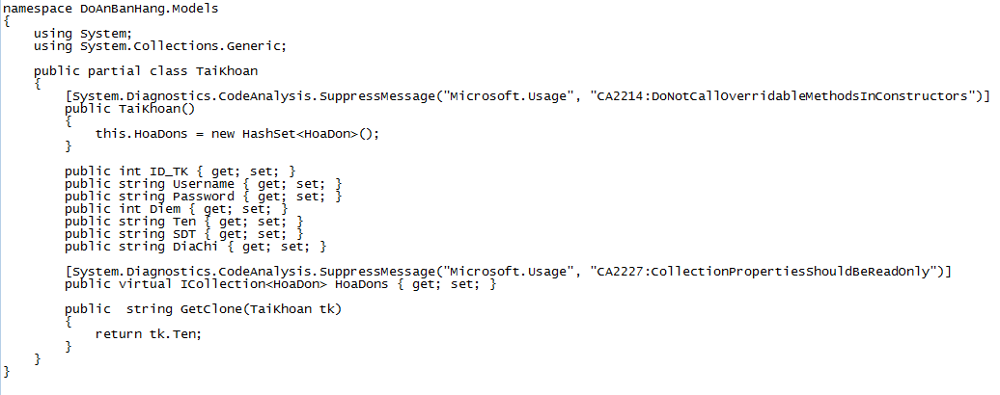 namespace DoAnBanHang.Models
{
    using System;
    using System.Collections.Generic;

    public partial class TaiKhoan
    {
        [System.Diagnostics.CodeAnalysis.SuppressMessage("Microsoft.Usage", "CA2214:DoNotCallOverridableMethodsInConstructors")]
        public TaiKhoan()
        {
            this.HoaDons = new HashSet<HoaDon>();
        }

        public int ID_TK { get; set; }
        public string Username { get; set; }
        public string Password { get; set; }
        public int Diem { get; set; }
        public string Ten { get; set; }
        public string SDT { get; set; }
        public string DiaChi { get; set; }

        [System.Diagnostics.CodeAnalysis.SuppressMessage("Microsoft.Usage", "CA2227:CollectionPropertiesShouldBeReadOnly")]
        public virtual ICollection<HoaDon> HoaDons { get; set; }

        public  string GetClone(TaiKhoan tk)
        {
            return tk.Ten;
        }
    }
}